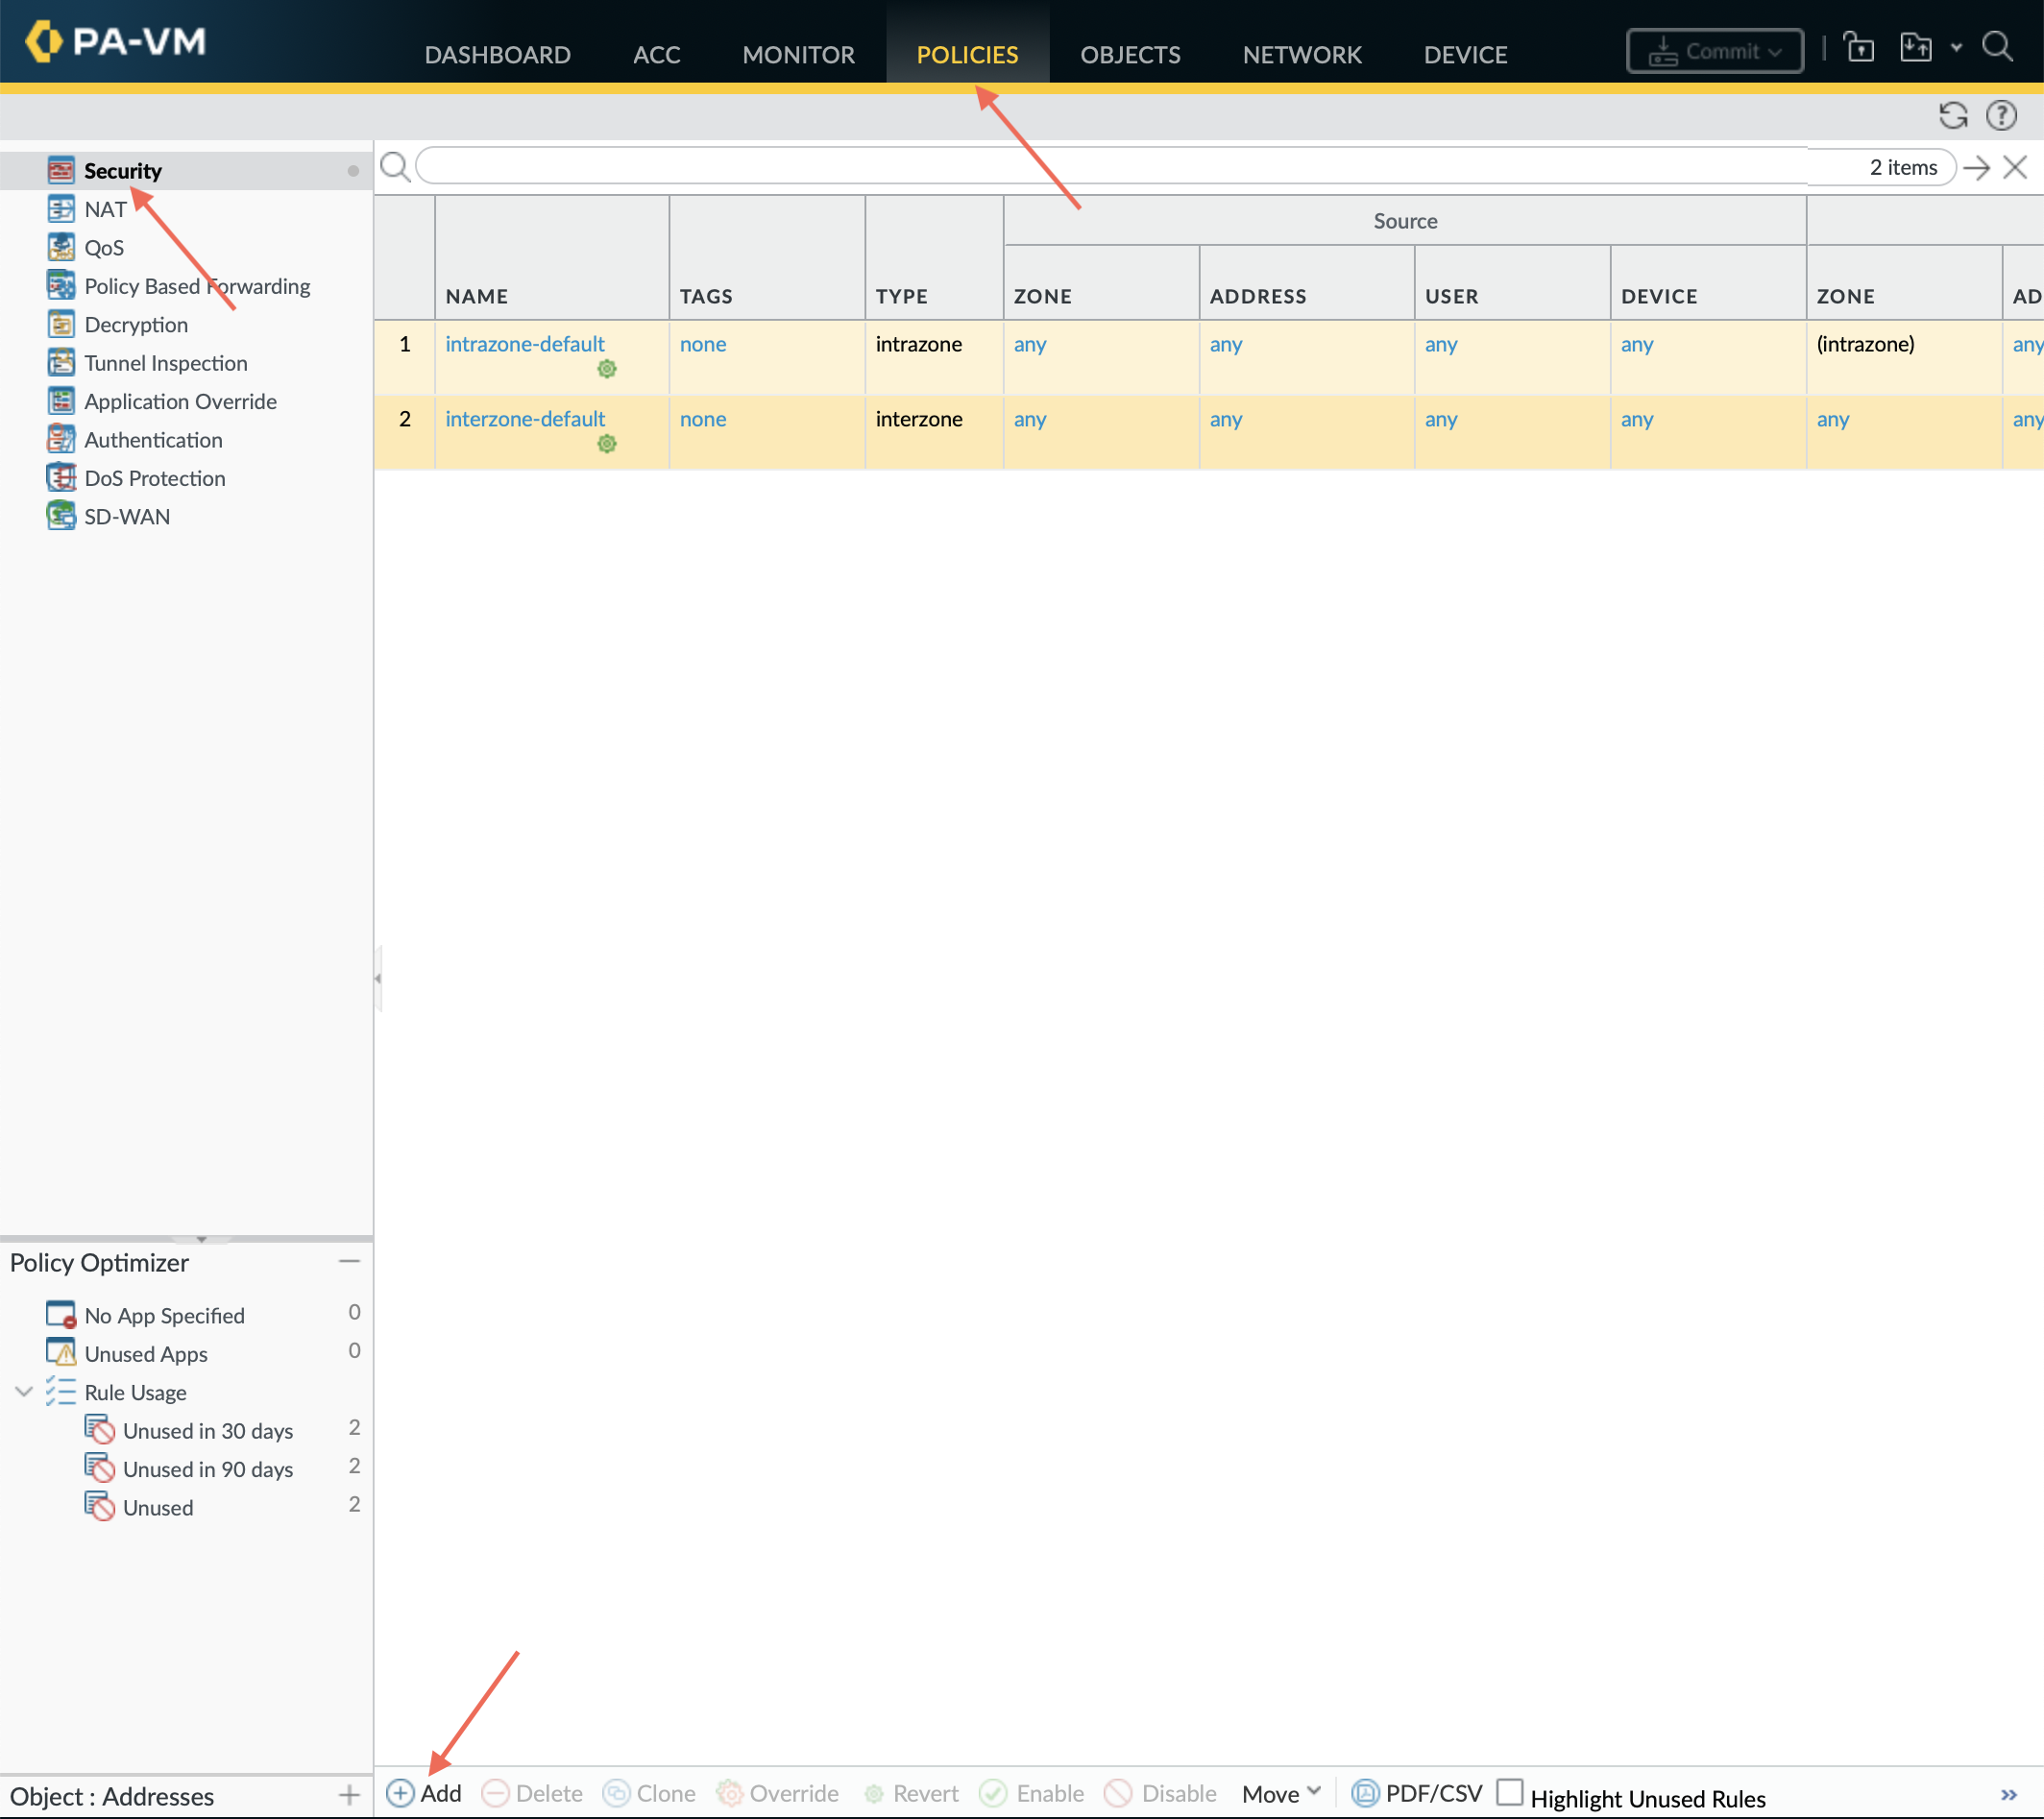 PA-VM
DASHBOARD ACC MONITOR POLICIES OBJECTS NETWORK DEVICE Commit
Security
NAT
QoS
Policy Based Forwarding
Decryption
Tunnel Inspection
Application Override
Authentication
DoS Protection
SD-WAN
2 items
Source
NAME TAGS TYPE ZONE ADDRESS USER DEVICE ZONE AD
1 intrazone-default none intrazone any any any any (intrazone) any
2 interzone-default none interzone any any any any any any
Policy Optimizer
No App Specified 0
Unused Apps 0
Rule Usage
Unused in 30 days 2
Unused in 90 days 2
Unused 2
Object : Addresses
Add Delete Clone Override Revert Enable Disable Move PDF/CSV Highlight Unused Rules